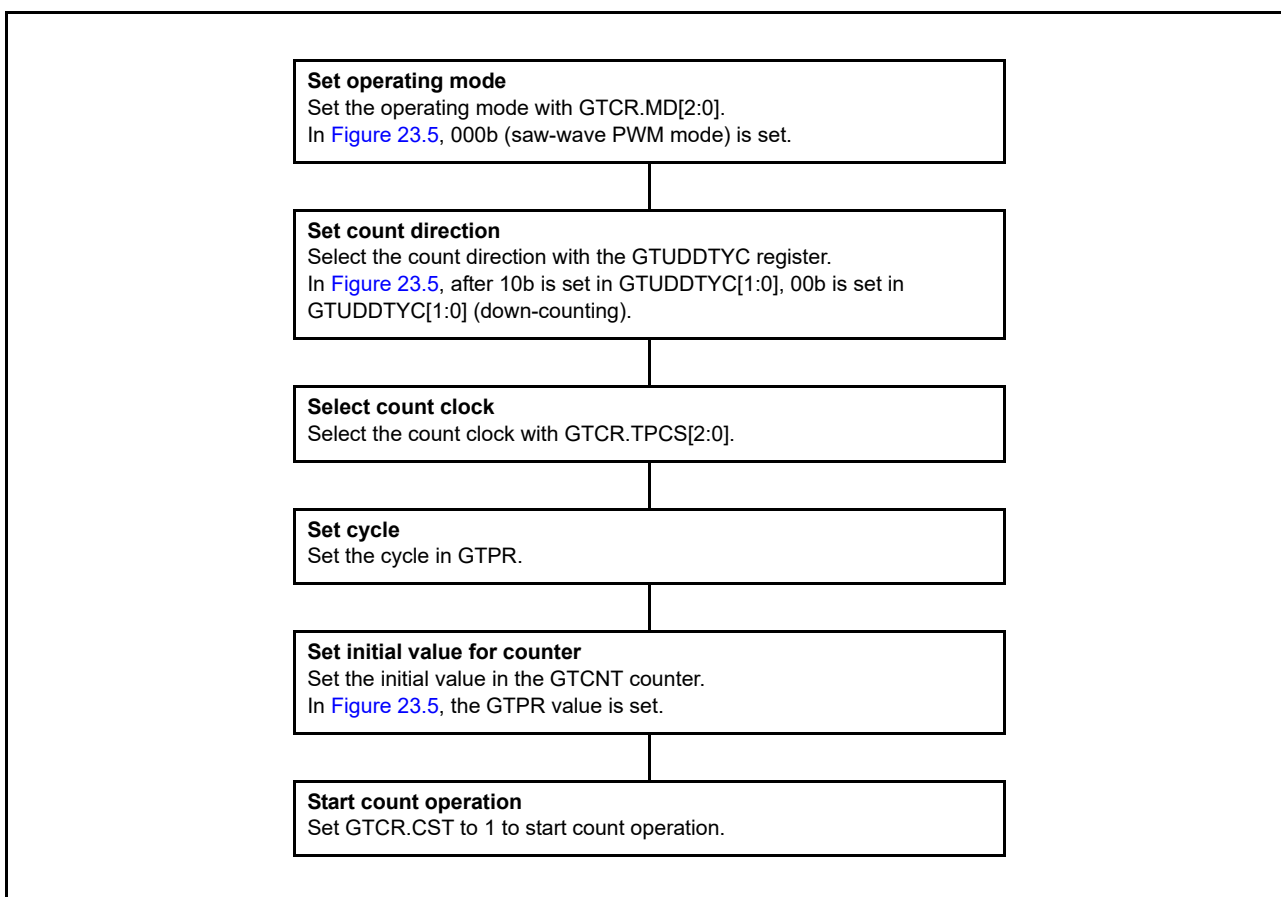 Set operating mode
Set the operating mode with GTCR.MD[2:0].
In Figure 23.5, 000b (saw-wave PWM mode) is set.
Set count direction
Select the count direction with the GTUDDTYC register.
In Figure 23.5, after 10b is set in GTUDDTYC[1:0], 00b is set in
GTUDDTYC[1:0] (down-counting).
Select count clock
Select the count clock with GTCR.TPCS[2:0].
Set cycle
Set the cycle in GTPR.
Set initial value for counter
Set the initial value in the GTCNT counter.
In Figure 23.5, the GTPR value is set.
Start count operation
Set GTCR.CST to 1 to start count operation.